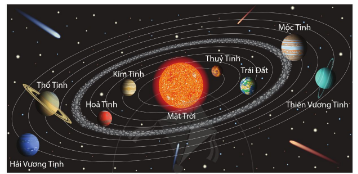 Mộc Tinh
Thuỷ Tinh
Kim Tinh
Trái Đất
Thổ Tinh
Hoả Tinh
Thiên Vương Tinh
Mặt Trời
Hải Vương Tinh